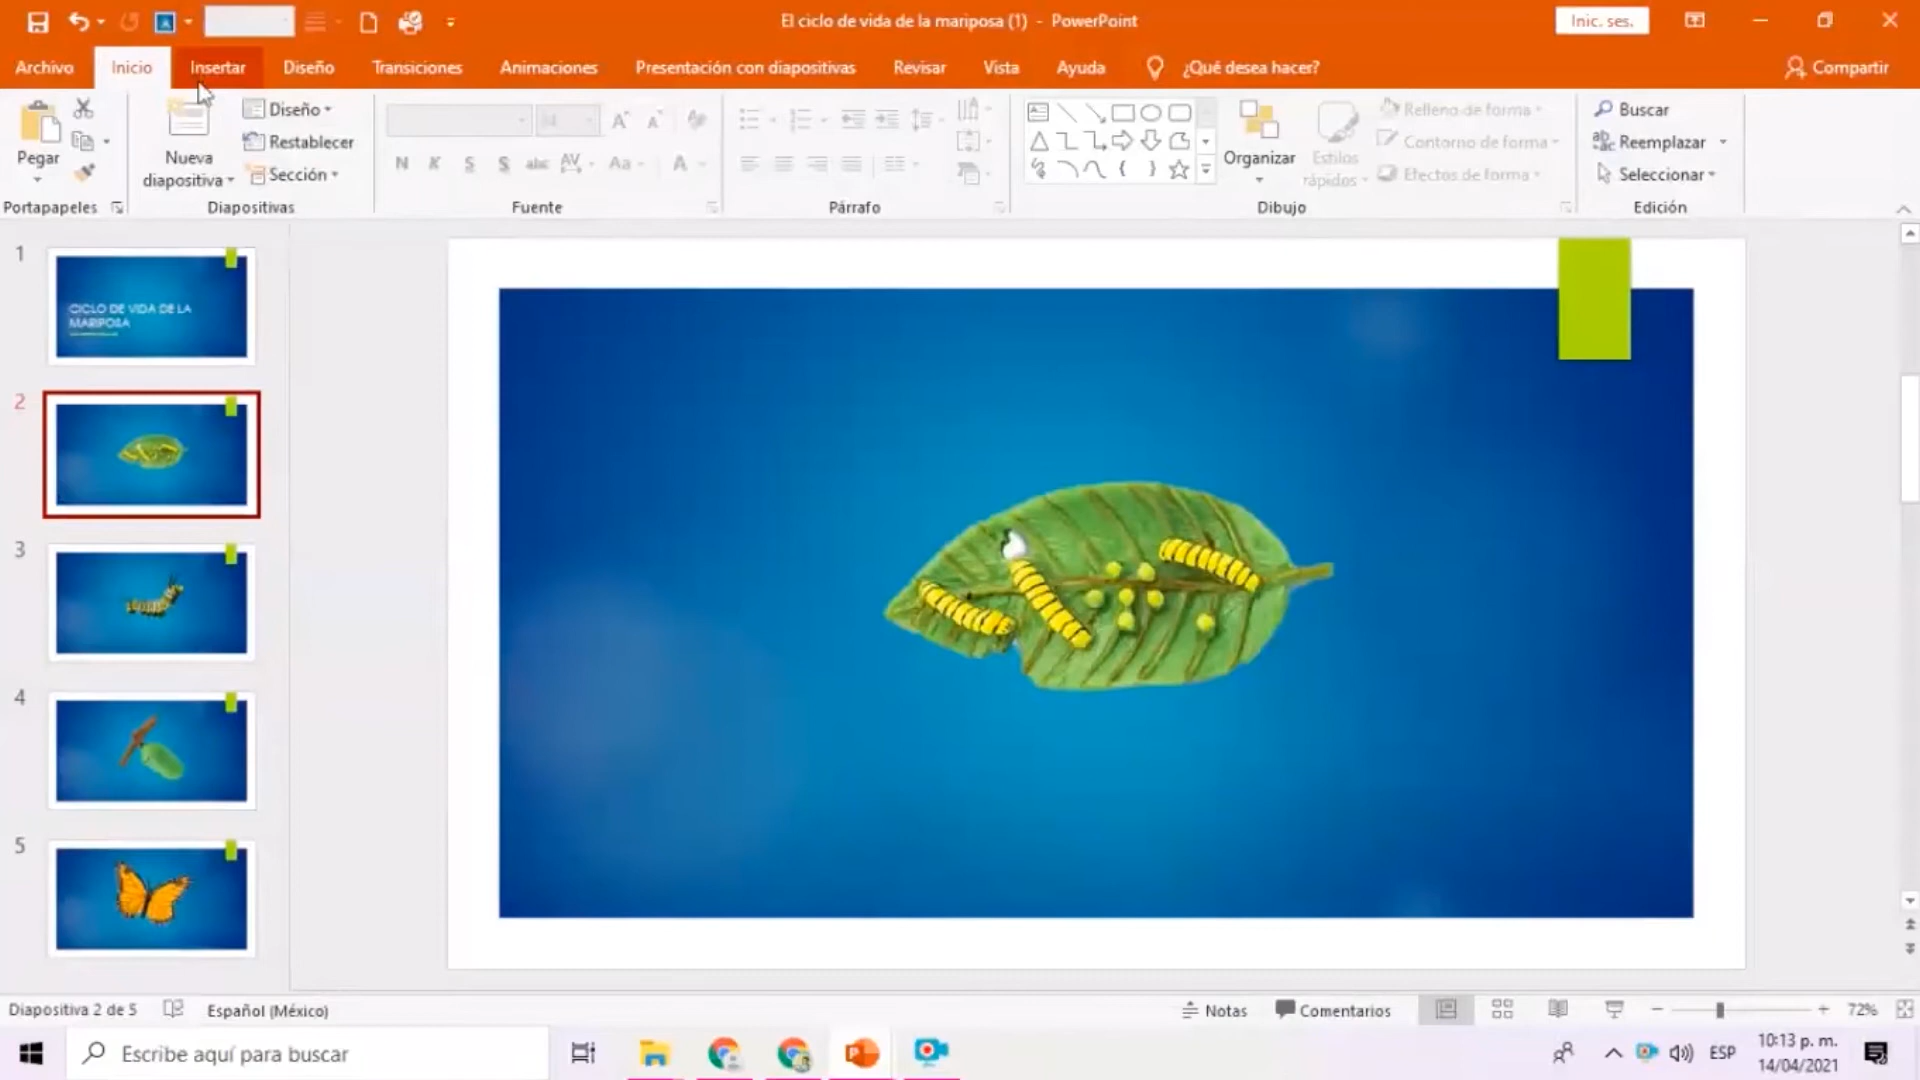 El ciclo de vida de la mariposa (1) - PowerPoint
Inic. ses.
Archivo
Inicio
Insertar
Diseño
Transiciones
Animaciones
Presentación con diapositivas
Revisar
Vista
Ayuda
¿Qué desea hacer?
Compartir
Pegar
Portapapeles
Nueva
diapositiva
Diseño
Restablecer
Sección
Diapositivas
N K S S abc AV Aa A
Fuente
Párrafo
Organizar
Estilos
rápidos
Relleno de forma
Contorno de forma
Efectos de forma
Dibujo
Buscar
Reemplazar
Seleccionar
Edición
1
CICLO DE VIDA DE LA
MARIPOSA
2
3
4
5
Diapositiva 2 de 5
Español (México)
Notas
Comentarios
72%
Escribe aquí para buscar
ESP
10:13 p. m.
14/04/2021